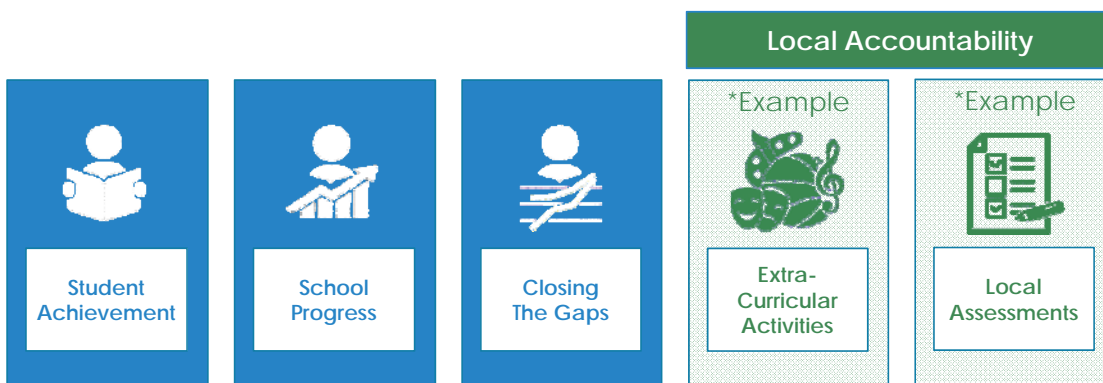 Local Accountability
*Example
*Example
Student
Achievement
School
Progress
Closing
The Gaps
Extra-
Curricular
Activities
Local
Assessments